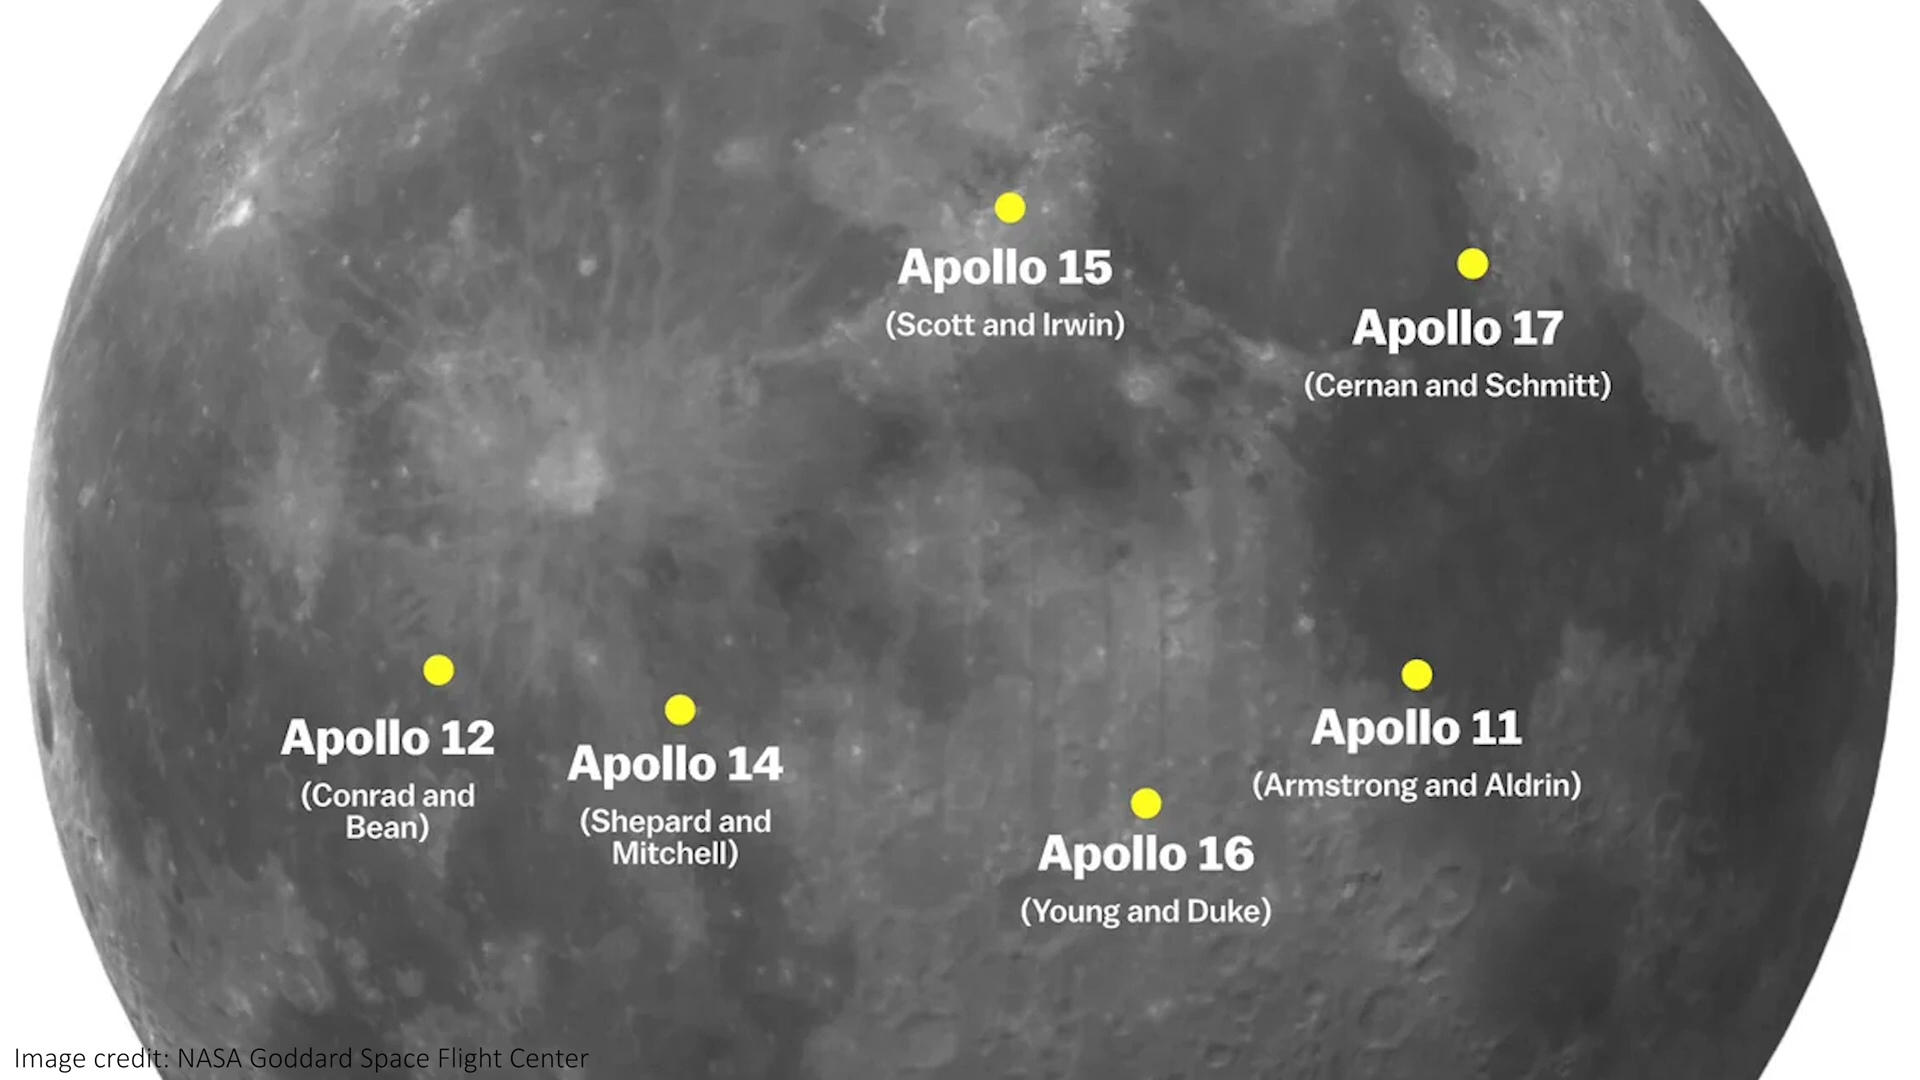 Apollo 15
(Scott and Irwin)
Apollo 17
(Cernan and Schmitt)
Apollo 12
(Conrad and
Bean)
Apollo 14
(Shepard and
Mitchell)
Apollo 11
(Armstrong and Aldrin)
Apollo 16
(Young and Duke)
Image credit: NASA Goddard Space Flight Center